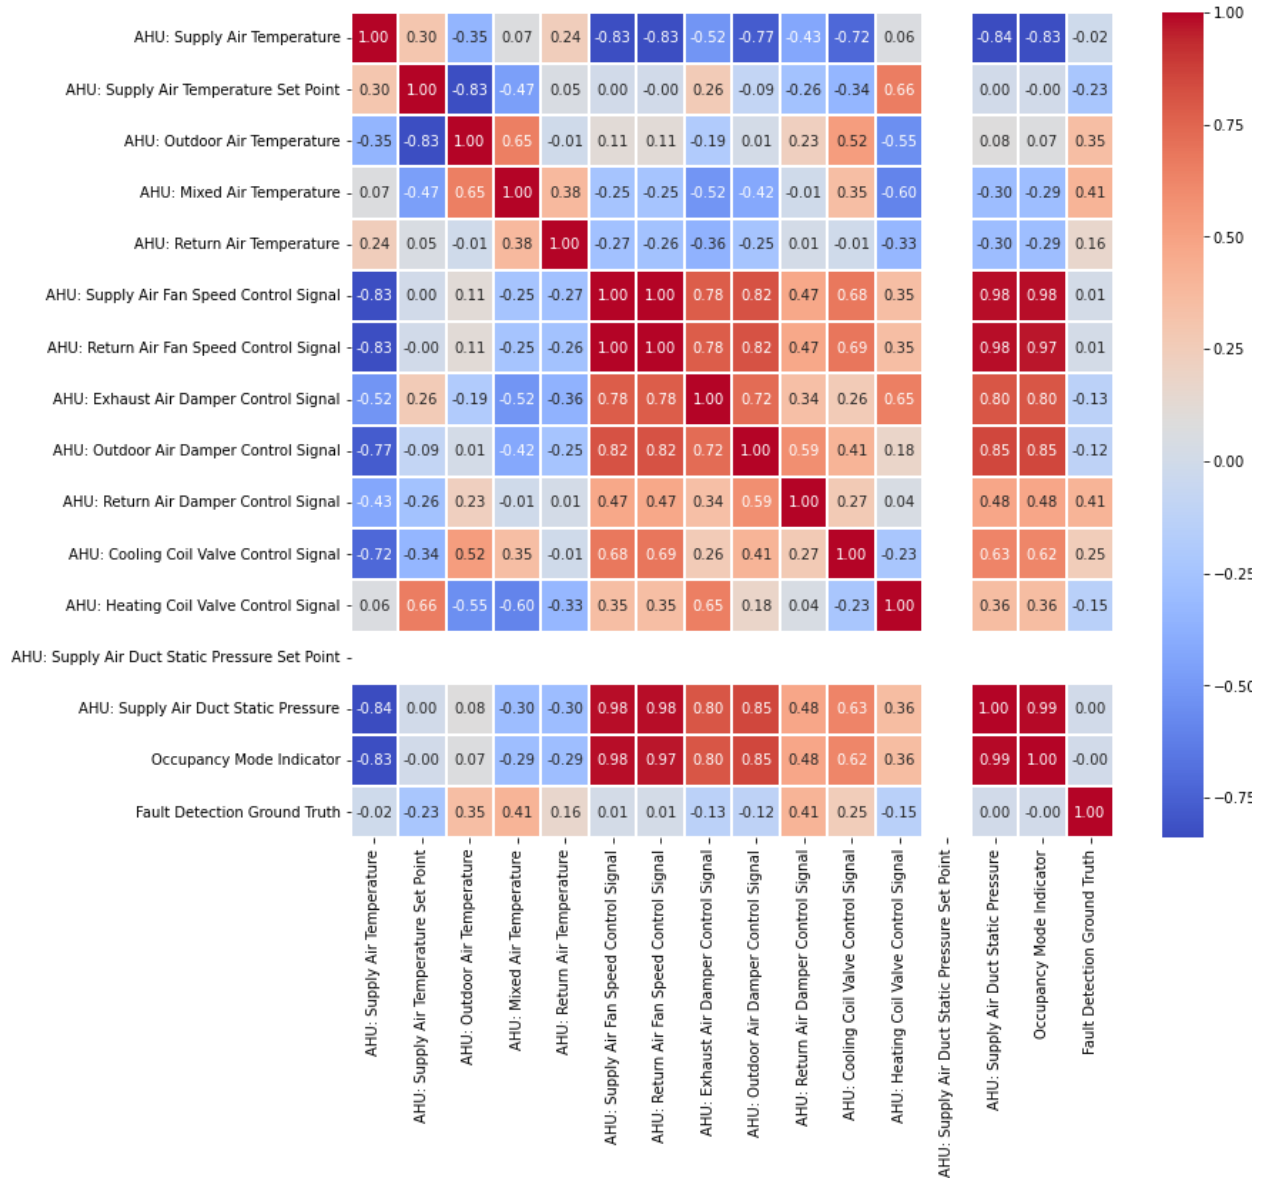 AHU: Supply Air Temperature 1.00 0.30 -0.35 0.07 0.24 -0.83 -0.83 -0.52 -0.77 -0.43 -0.72 0.06 -0.84 -0.83 -0.02
AHU: Supply Air Temperature Set Point 0.30 1.00 -0.83 -0.47 0.05 0.00 -0.00 0.26 -0.09 -0.26 -0.34 0.66 0.00 -0.00 -0.23
AHU: Outdoor Air Temperature -0.35 -0.83 1.00 0.65 -0.01 0.11 0.11 -0.19 0.01 0.23 0.52 -0.55 0.08 0.07 0.35
AHU: Mixed Air Temperature 0.07 -0.47 0.65 1.00 0.38 -0.25 -0.25 -0.52 -0.42 -0.01 0.35 -0.60 -0.30 -0.29 0.41
AHU: Return Air Temperature 0.24 0.05 -0.01 0.38 1.00 -0.27 -0.26 -0.36 -0.25 0.01 -0.01 -0.33 -0.30 -0.29 0.16
AHU: Supply Air Fan Speed Control Signal -0.83 0.00 0.11 -0.25 -0.27 1.00 1.00 0.78 0.82 0.47 0.68 0.35 0.98 0.98 0.01
AHU: Return Air Fan Speed Control Signal -0.83 -0.00 0.11 -0.25 -0.26 1.00 1.00 0.78 0.82 0.47 0.69 0.35 0.98 0.97 0.01
AHU: Exhaust Air Damper Control Signal -0.52 0.26 -0.19 -0.52 -0.36 0.78 0.78 1.00 0.72 0.34 0.26 0.65 0.80 0.80 -0.13
AHU: Outdoor Air Damper Control Signal -0.77 -0.09 0.01 -0.42 -0.25 0.82 0.82 0.72 1.00 0.59 0.41 0.18 0.85 0.85 -0.12
AHU: Return Air Damper Control Signal -0.43 -0.26 0.23 -0.01 0.01 0.47 0.47 0.34 0.59 1.00 0.27 0.04 0.48 0.48 0.41
AHU: Cooling Coil Valve Control Signal -0.72 -0.34 0.52 0.35 -0.01 0.68 0.69 0.26 0.41 0.27 1.00 -0.23 0.63 0.62 0.25
AHU: Heating Coil Valve Control Signal 0.06 0.66 -0.55 -0.60 -0.33 0.35 0.35 0.65 0.18 0.04 -0.23 1.00 0.36 0.36 -0.15
AHU: Supply Air Duct Static Pressure Set Point
AHU: Supply Air Duct Static Pressure -0.84 0.00 0.08 -0.30 -0.30 0.98 0.98 0.80 0.85 0.48 0.63 0.36 1.00 0.99 0.00
Occupancy Mode Indicator -0.83 -0.00 0.07 -0.29 -0.29 0.98 0.97 0.80 0.85 0.48 0.62 0.36 0.99 1.00 -0.00
Fault Detection Ground Truth -0.02 -0.23 0.35 0.41 0.16 0.01 0.01 -0.13 -0.12 0.41 0.25 -0.15 0.00 -0.00 1.00
AHU: Supply Air Temperature
AHU: Supply Air Temperature Set Point
AHU: Outdoor Air Temperature
AHU: Mixed Air Temperature
AHU: Return Air Temperature
AHU: Supply Air Fan Speed Control Signal
AHU: Return Air Fan Speed Control Signal
AHU: Exhaust Air Damper Control Signal
AHU: Outdoor Air Damper Control Signal
AHU: Return Air Damper Control Signal
AHU: Cooling Coil Valve Control Signal
AHU: Heating Coil Valve Control Signal
AHU: Supply Air Duct Static Pressure Set Point
AHU: Supply Air Duct Static Pressure
Occupancy Mode Indicator
Fault Detection Ground Truth
1.00
0.75
0.50
0.25
0.00
−0.25
−0.50
−0.75